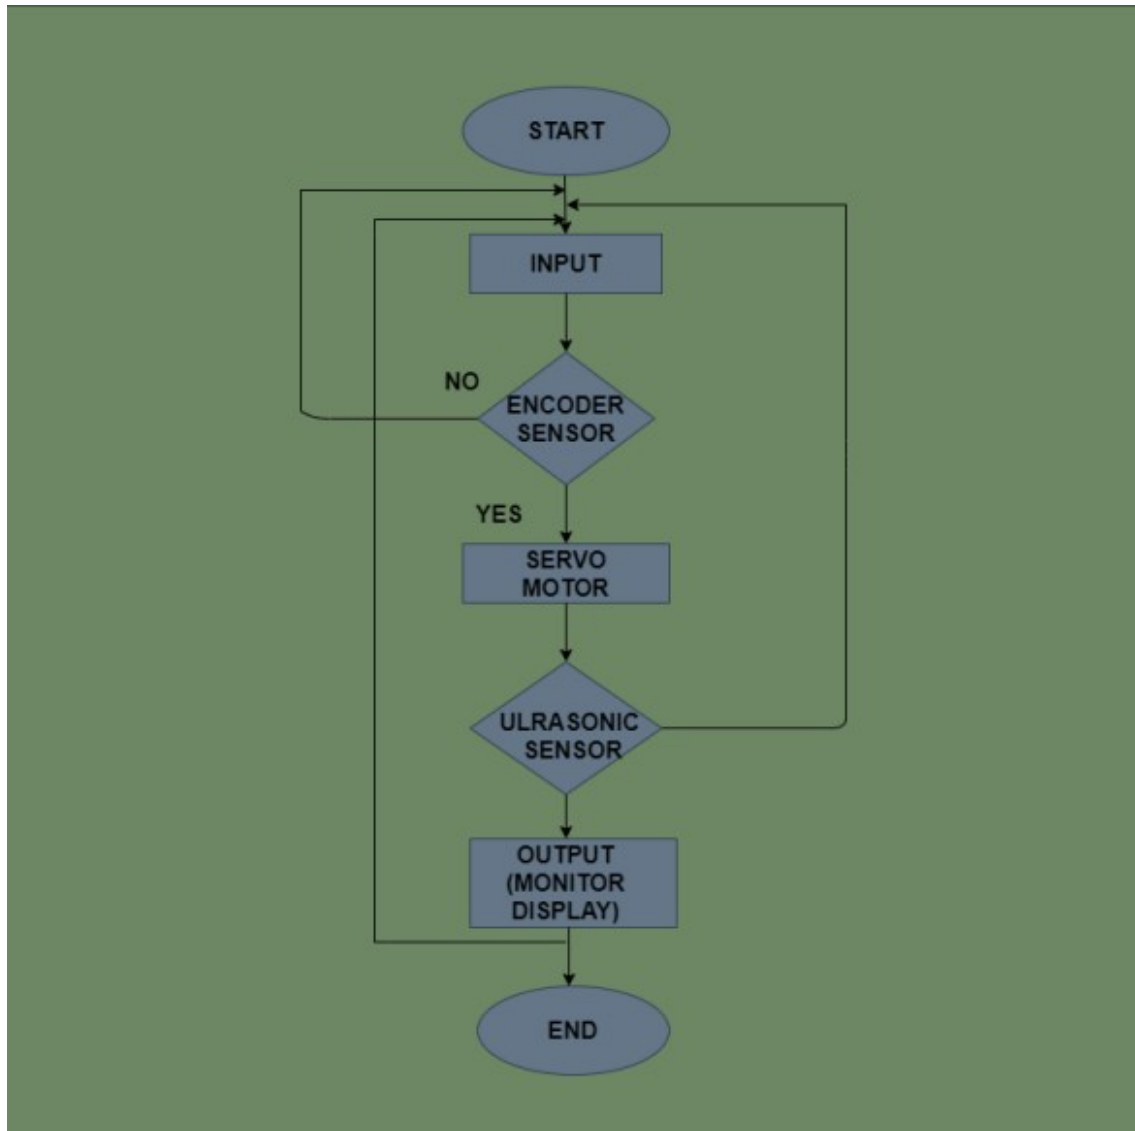 START
INPUT
NO
ENCODER
SENSOR
YES
SERVO
MOTOR
ULRASONIC
SENSOR
OUTPUT
(MONITOR
DISPLAY)
END